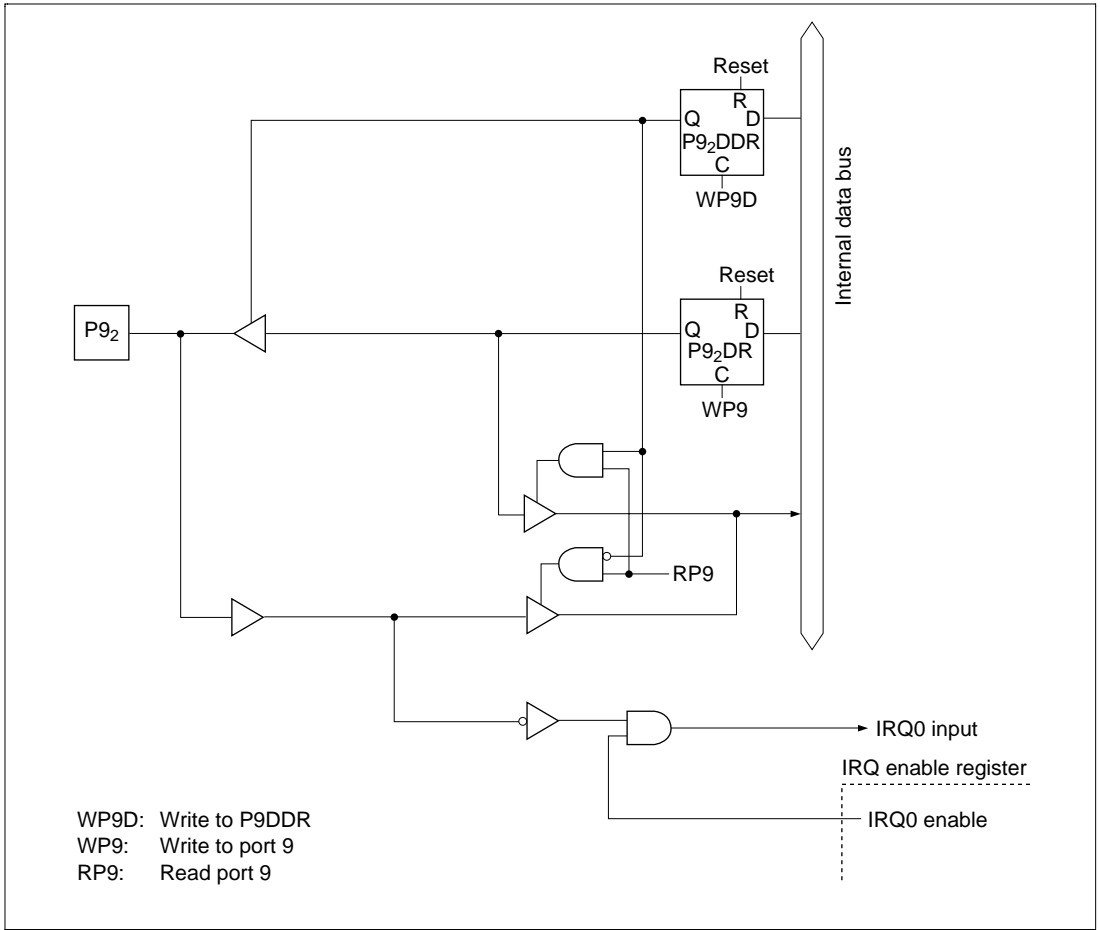 Reset
R
Q D
P9₂DDR
C
WP9D
Internal data bus
Reset
R
P9₂ Q D
P9₂DR
C
WP9
RP9
IRQ0 input
IRQ enable register
IRQ0 enable
WP9D: Write to P9DDR
WP9: Write to port 9
RP9: Read port 9